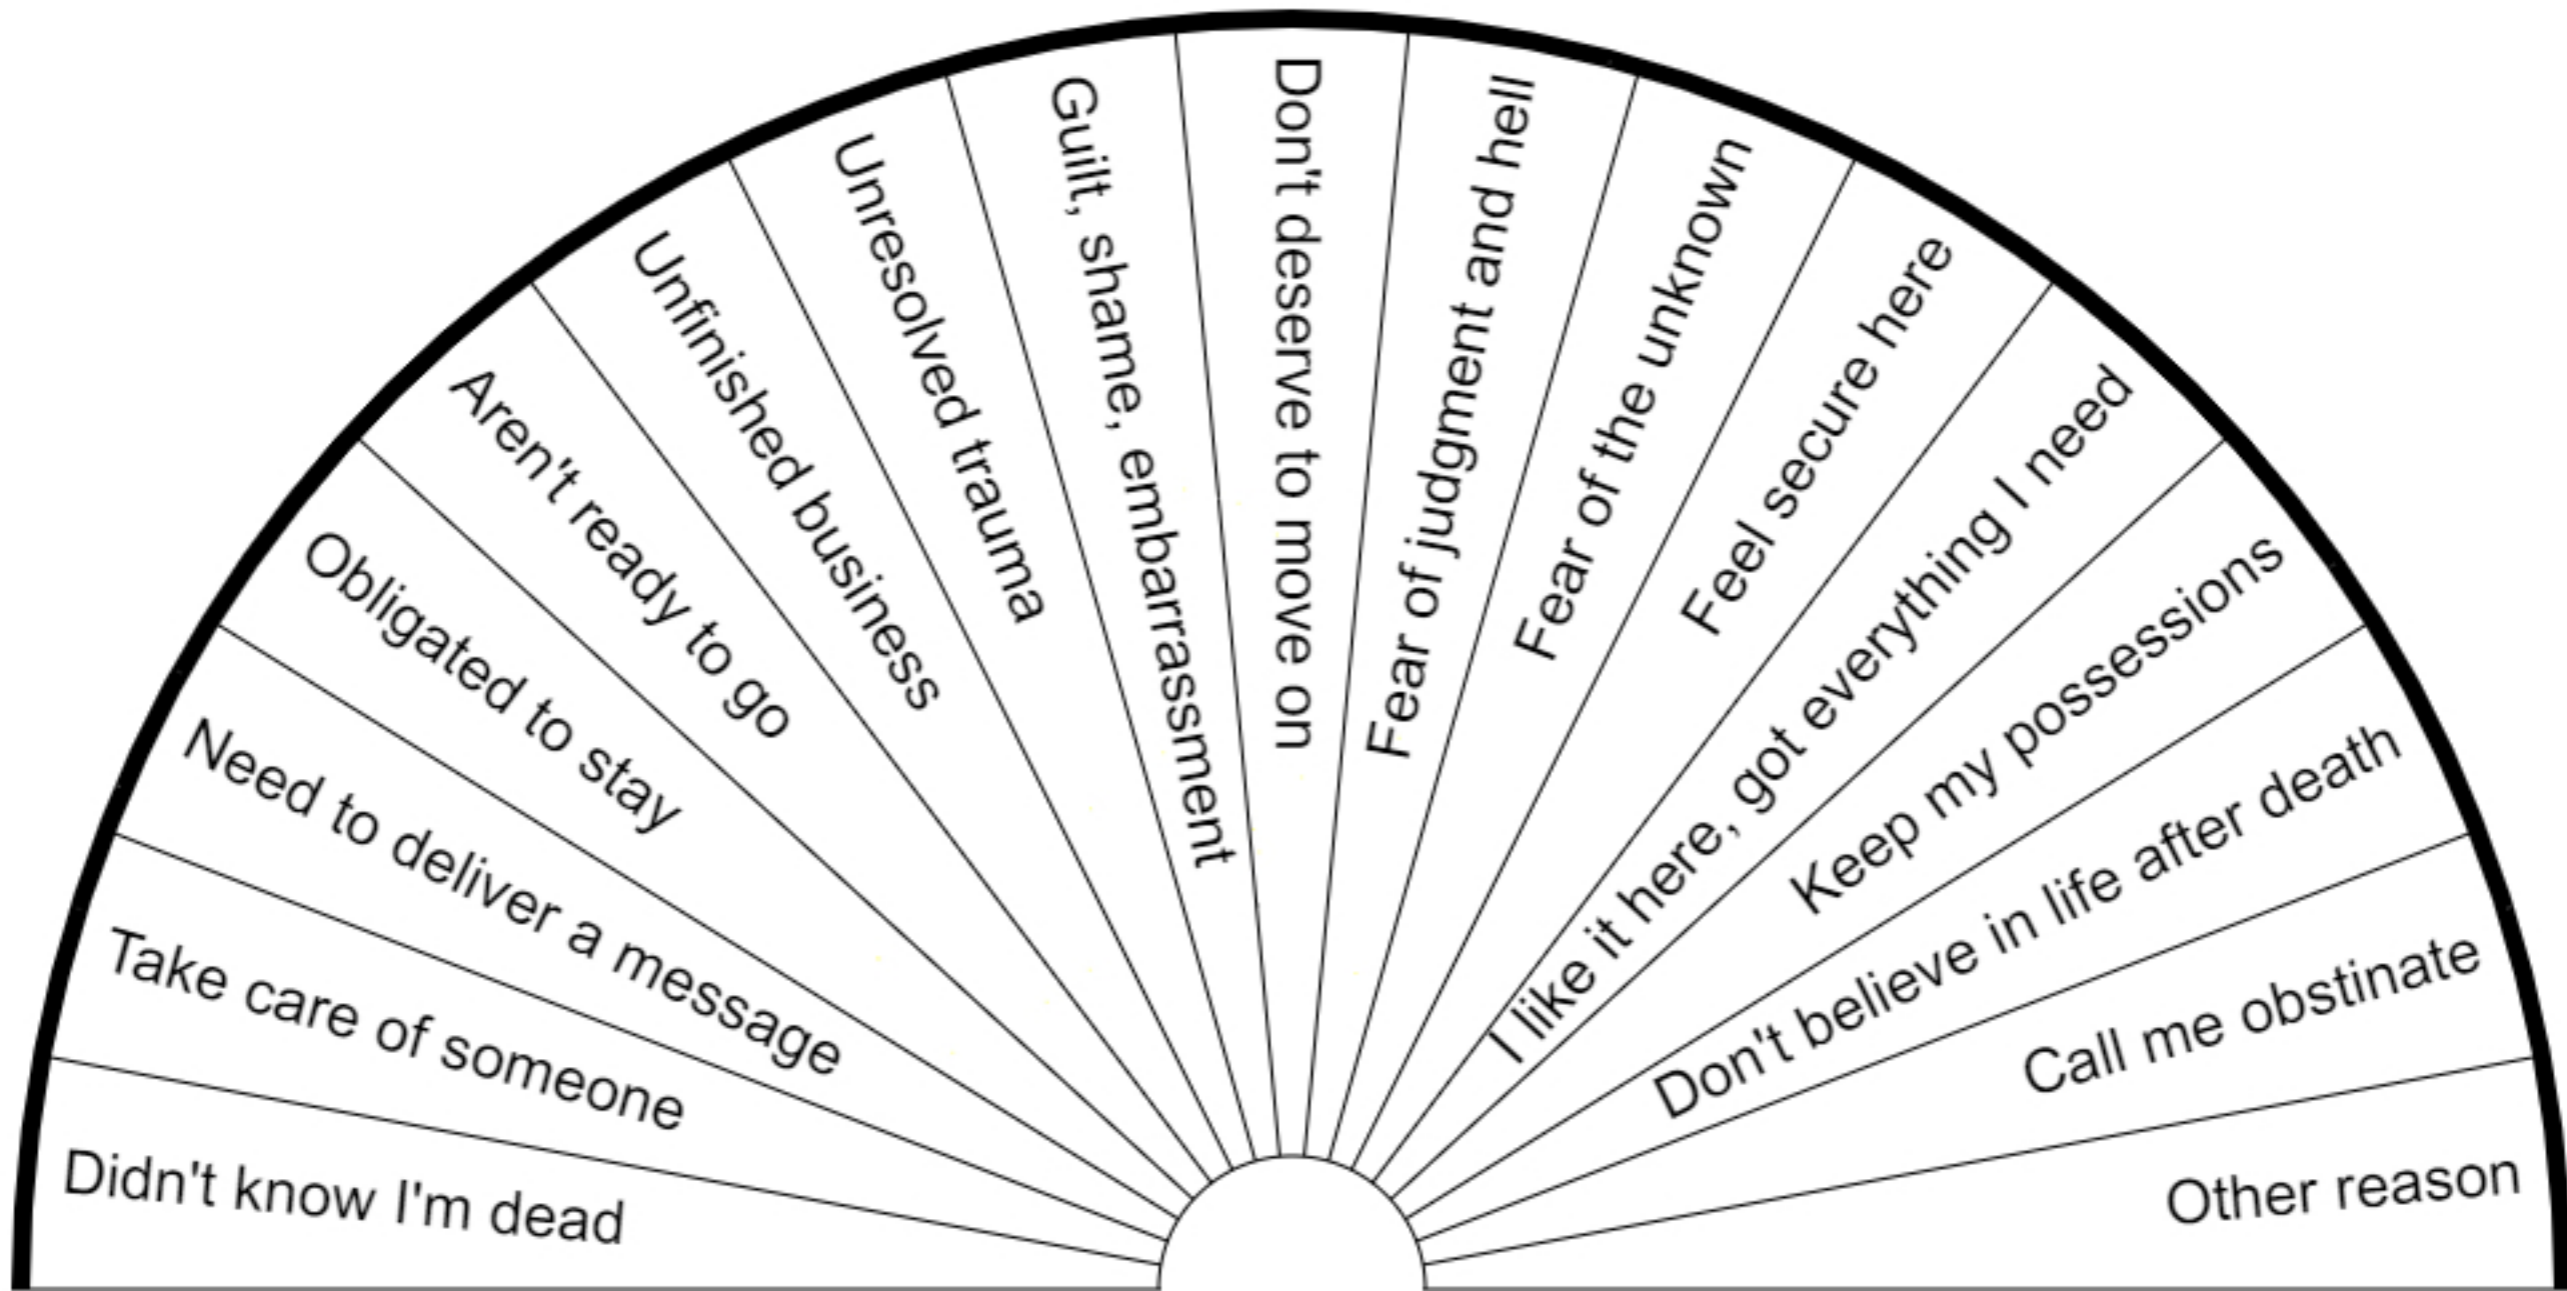 Didn't know I'm dead
Take care of someone
Need to deliver a message
Obligated to stay
Aren't ready to go
Unfinished business
Unresolved trauma
Guilt, shame, embarrassment
Don't deserve to move on
Fear of judgment and hell
Fear of the unknown
Feel secure here
I like it here, got everything I need
Keep my possessions
Don't believe in life after death
Call me obstinate
Other reason